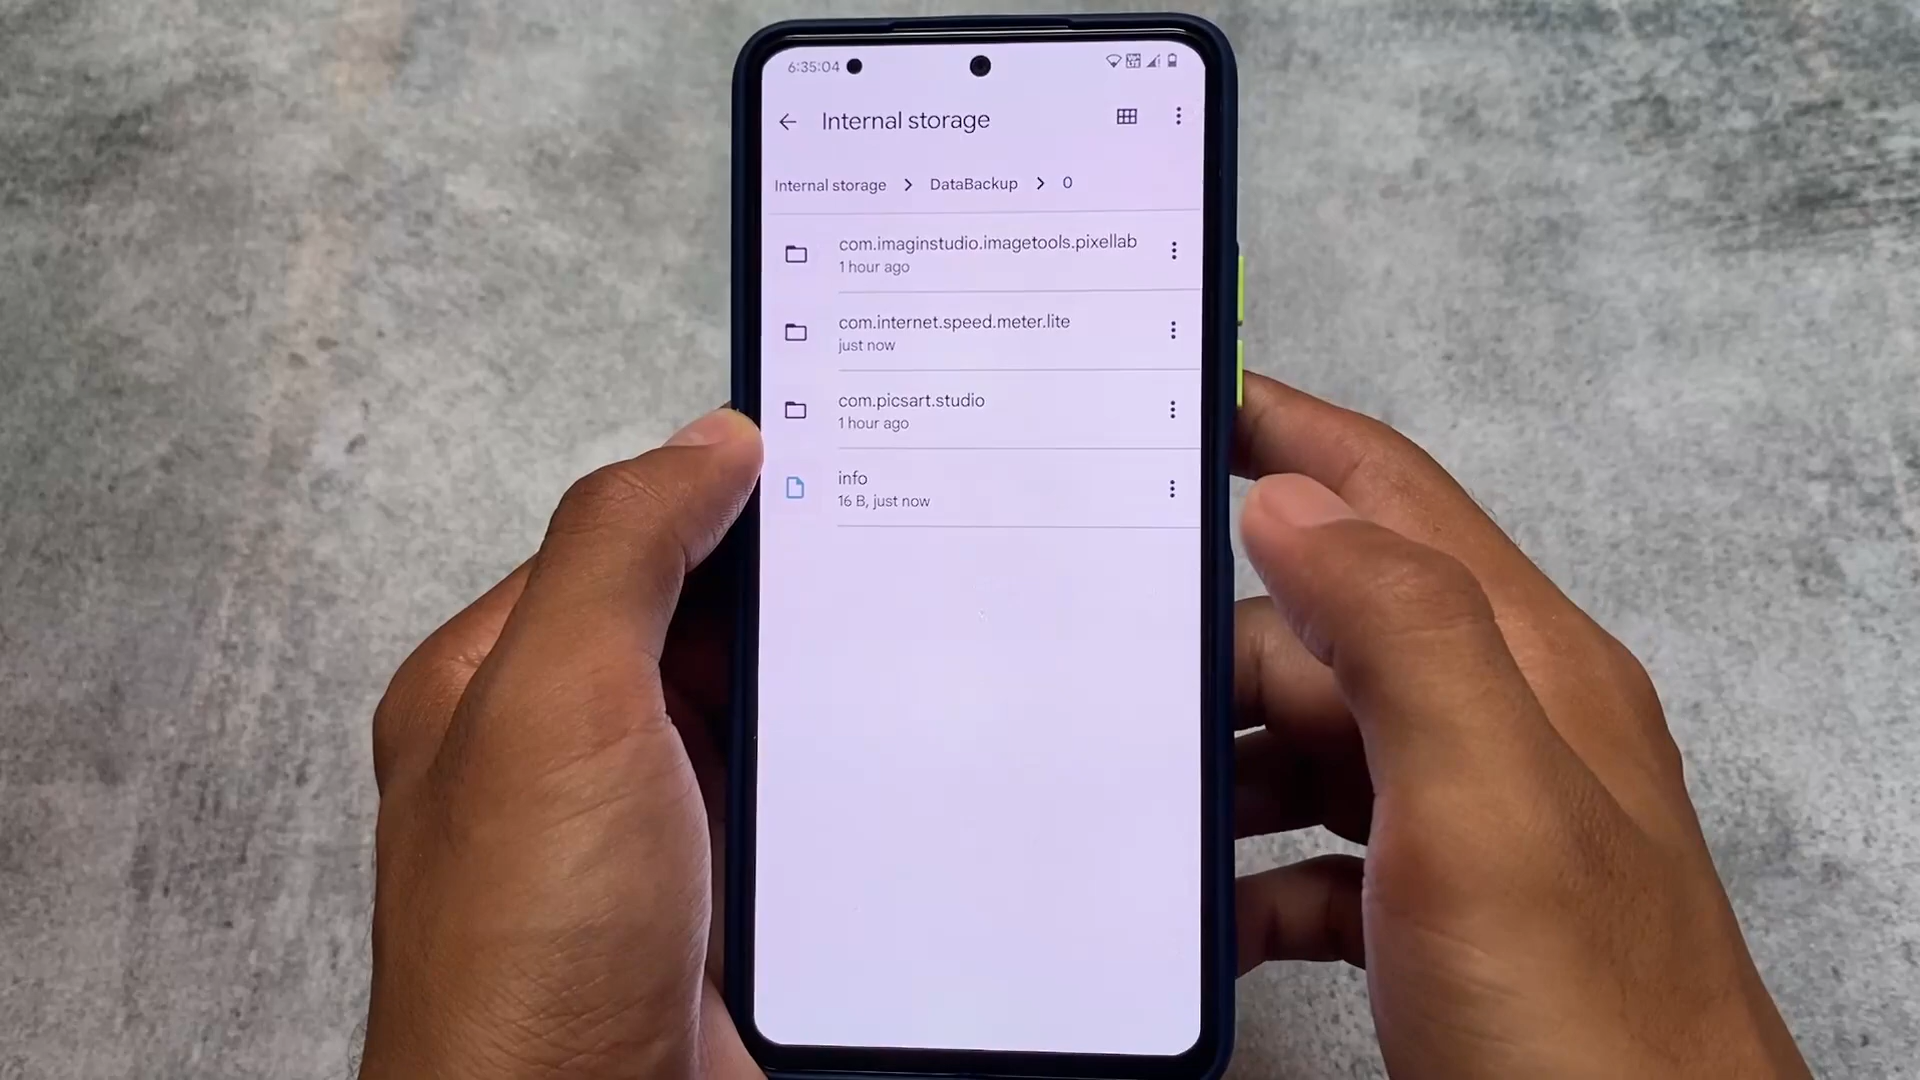 6:35:04
Internal storage
Internal storage > DataBackup > 0
com.imaginstudio.imagetools.pixellab
1 hour ago
com.internet.speed.meter.lite
just now
com.picsart.studio
1 hour ago
info
16 B, just now